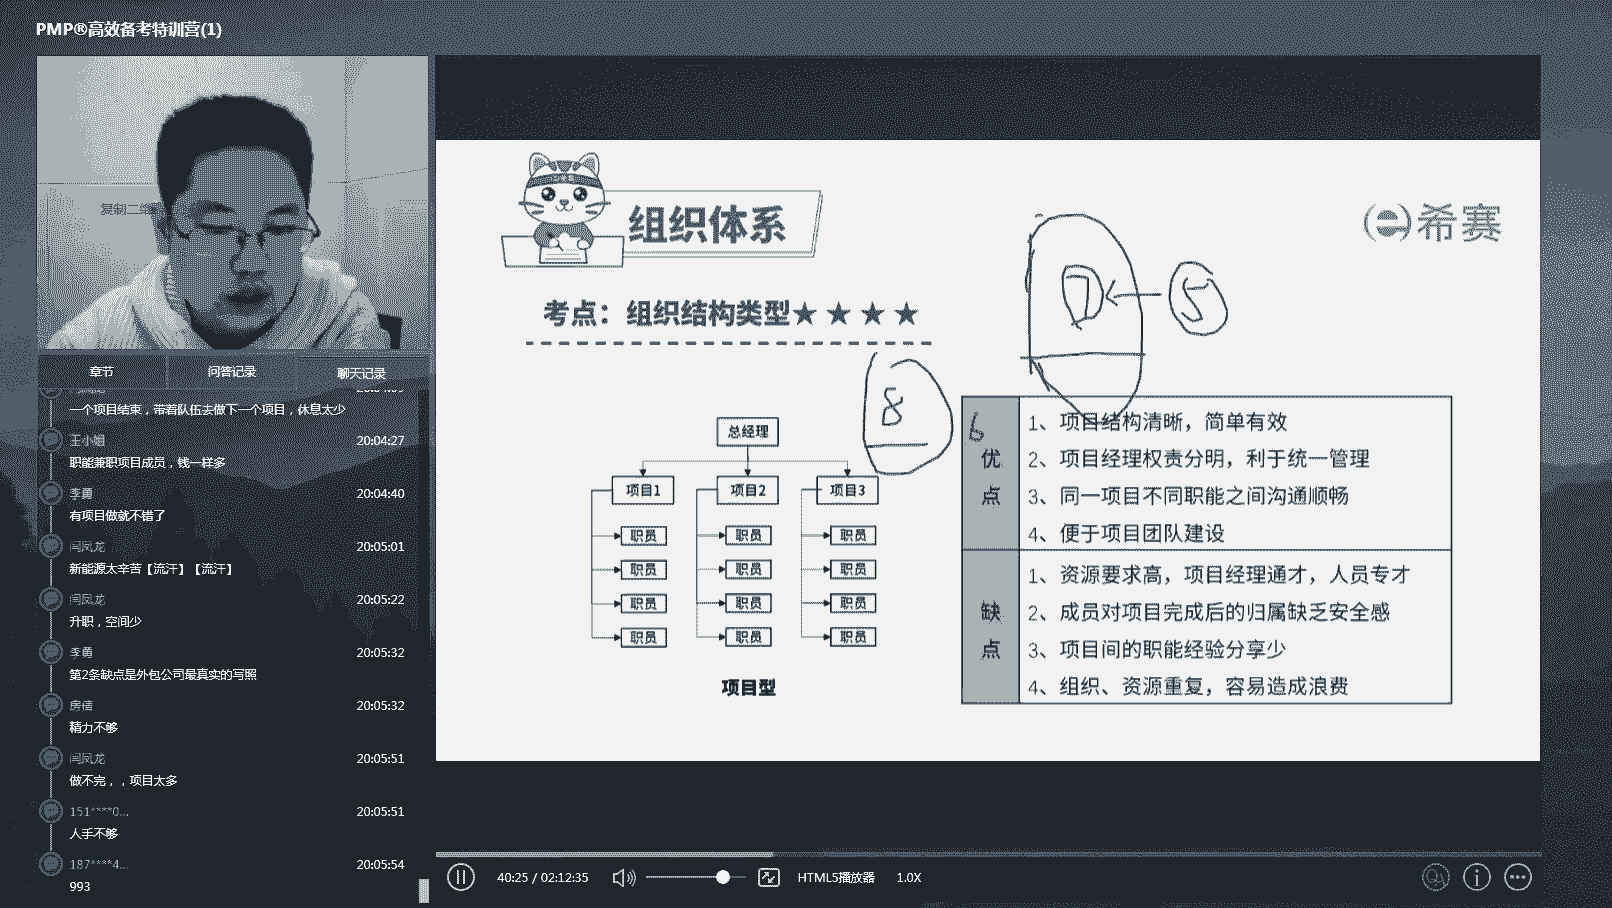 PMP®高效备考特训营(1)
复制二维
章节
问答记录
聊天记录
一个项目结束，带着队伍去做下一个项目，休息太少
王小姐
20:04:27
职能兼职项目成员，钱一样多
李勇
20:04:40
有项目做就不错了
闫凤龙
20:05:01
新能源太辛苦【流汗】【流汗】
闫凤龙
20:05:22
升职，空间少
李勇
20:05:32
第2条缺点是外包公司最真实的写照
房倩
20:05:32
精力不够
闫凤龙
20:05:51
做不完，，项目太多
151****0...
20:05:51
人手不够
187****4...
20:05:54
993
组织体系
希赛
考点：组织结构类型★★★★
7
5
8
6
总经理
项目1
项目2
项目3
职员
职员
职员
职员
职员
职员
职员
职员
职员
职员
职员
职员
项目型
优点
1、项目结构清晰，简单有效
2、项目经理权责分明，利于统一管理
3、同一项目不同职能之间沟通顺畅
4、便于项目团队建设
缺点
1、资源要求高，项目经理通才，人员专才
2、成员对项目完成后的归属缺乏安全感
3、项目间的职能经验分享少
4、组织、资源重复，容易造成浪费
40:25 / 02:12:35
HTML5播放器
1.0X